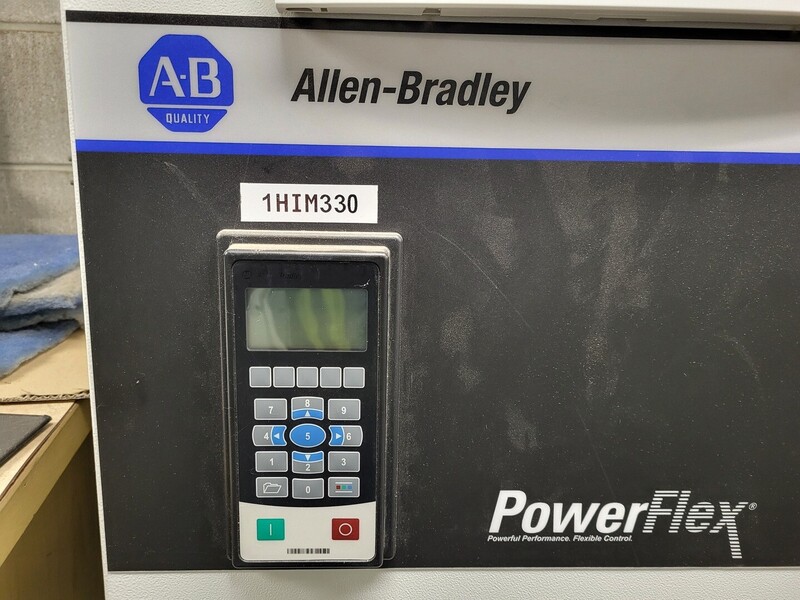 A-B
QUALITY
Allen-Bradley
1HIM330
7 8 9
4 5 6
1 2 3
0
I O
PowerFlex®
Powerful Performance. Flexible Control.